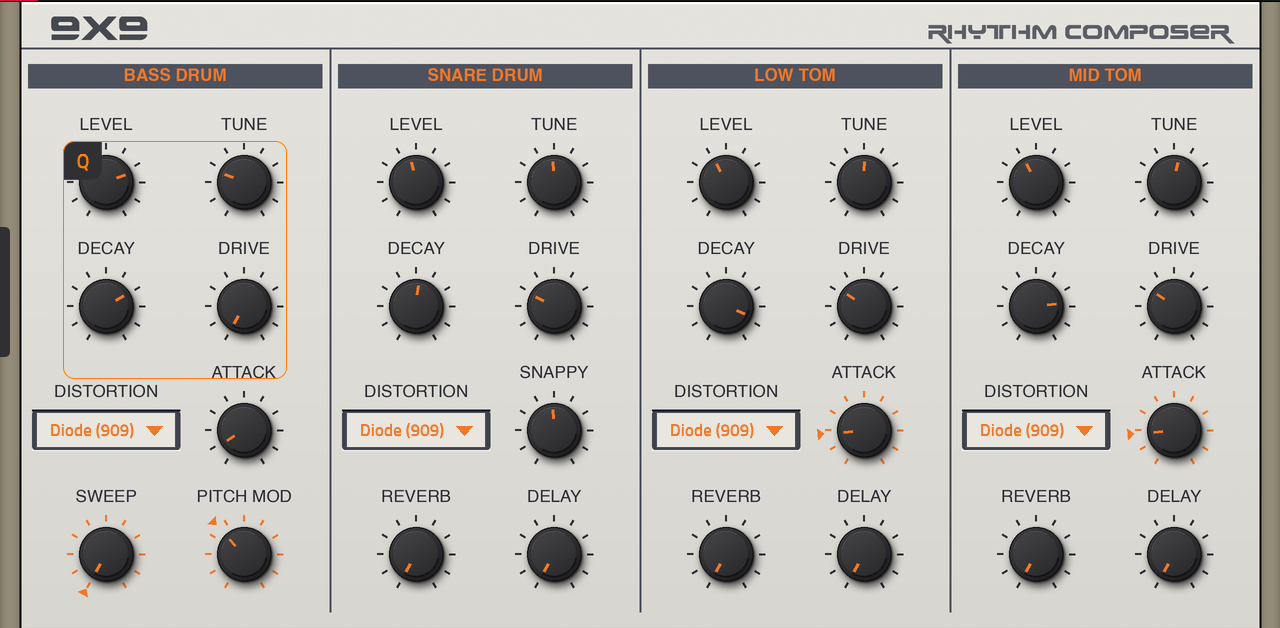 9X9
RHYTHM COMPOSER
BASS DRUM
SNARE DRUM
LOW TOM
MID TOM
LEVEL TUNE LEVEL TUNE LEVEL TUNE LEVEL TUNE
Q
DECAY DRIVE DECAY DRIVE DECAY DRIVE DECAY DRIVE
ATTACK SNAPPY ATTACK ATTACK
DISTORTION DISTORTION DISTORTION DISTORTION
Diode (909) Diode (909) Diode (909) Diode (909)
SWEEP PITCH MOD REVERB DELAY REVERB DELAY REVERB DELAY